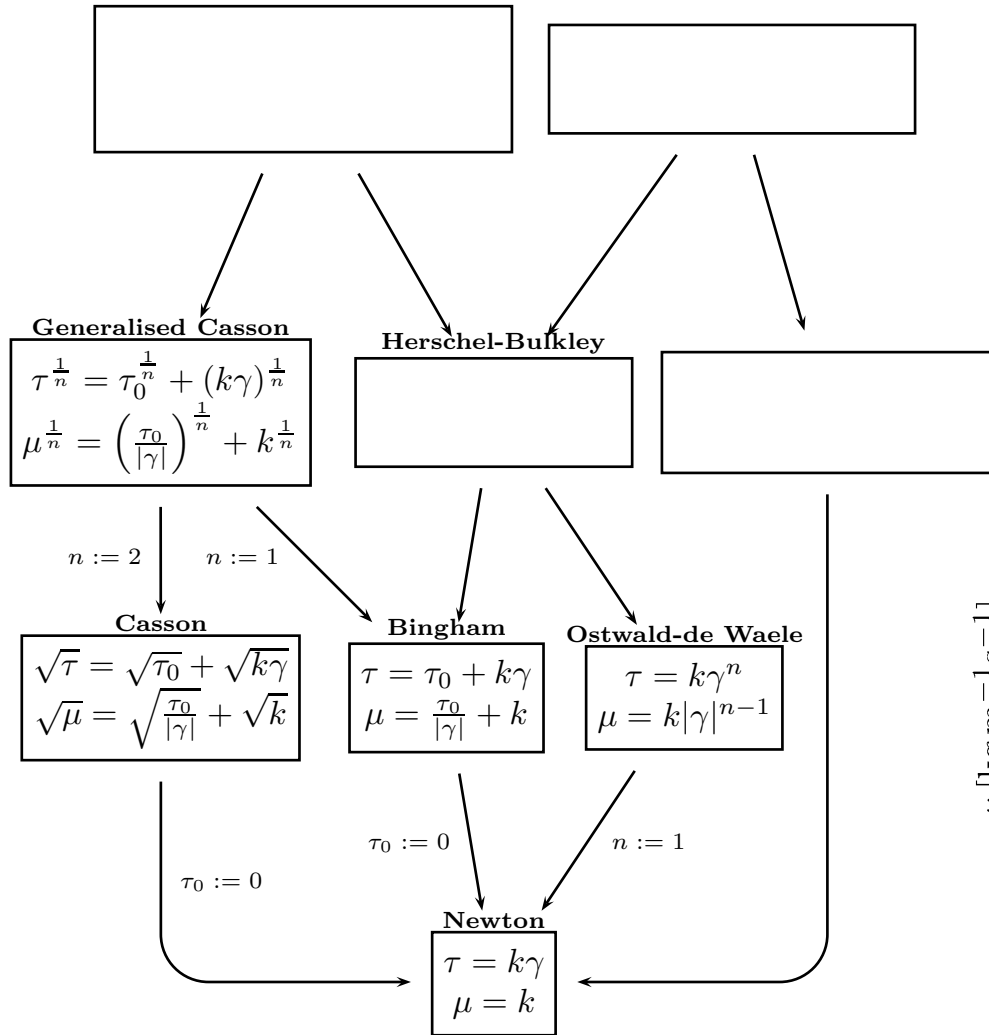 Generalised Casson
τ^{1/n} = τ_0^{1/n} + (kγ)^{1/n}
μ^{1/n} = (τ_0/|γ|)^{1/n} + k^{1/n}
Herschel-Bulkley
n := 2
n := 1
Casson
√τ = √τ_0 + √kγ
√μ = √(τ_0/|γ|) + √k
Bingham
τ = τ_0 + kγ
μ = τ_0/|γ| + k
Ostwald-de Waele
τ = kγ^n
μ = k|γ|^{n−1}
τ_0 := 0
τ_0 := 0
n := 1
Newton
τ = kγ
μ = k